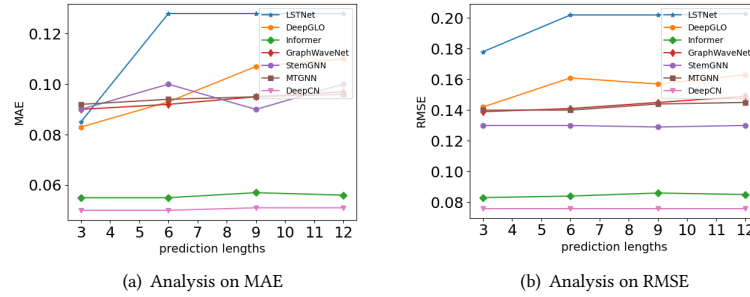 0.12
0.10
0.08
0.06
MAE
3 4 5 6 7 8 9 10 11 12
prediction lengths
LSTNet
DeepGLO
Informer
GraphWaveNet
StemGNN
MTGNN
DeepCN
(a) Analysis on MAE
0.20
0.18
0.16
0.14
0.12
0.10
0.08
RMSE
3 4 5 6 7 8 9 10 11 12
prediction lengths
LSTNet
DeepGLO
Informer
GraphWaveNet
StemGNN
MTGNN
DeepCN
(b) Analysis on RMSE